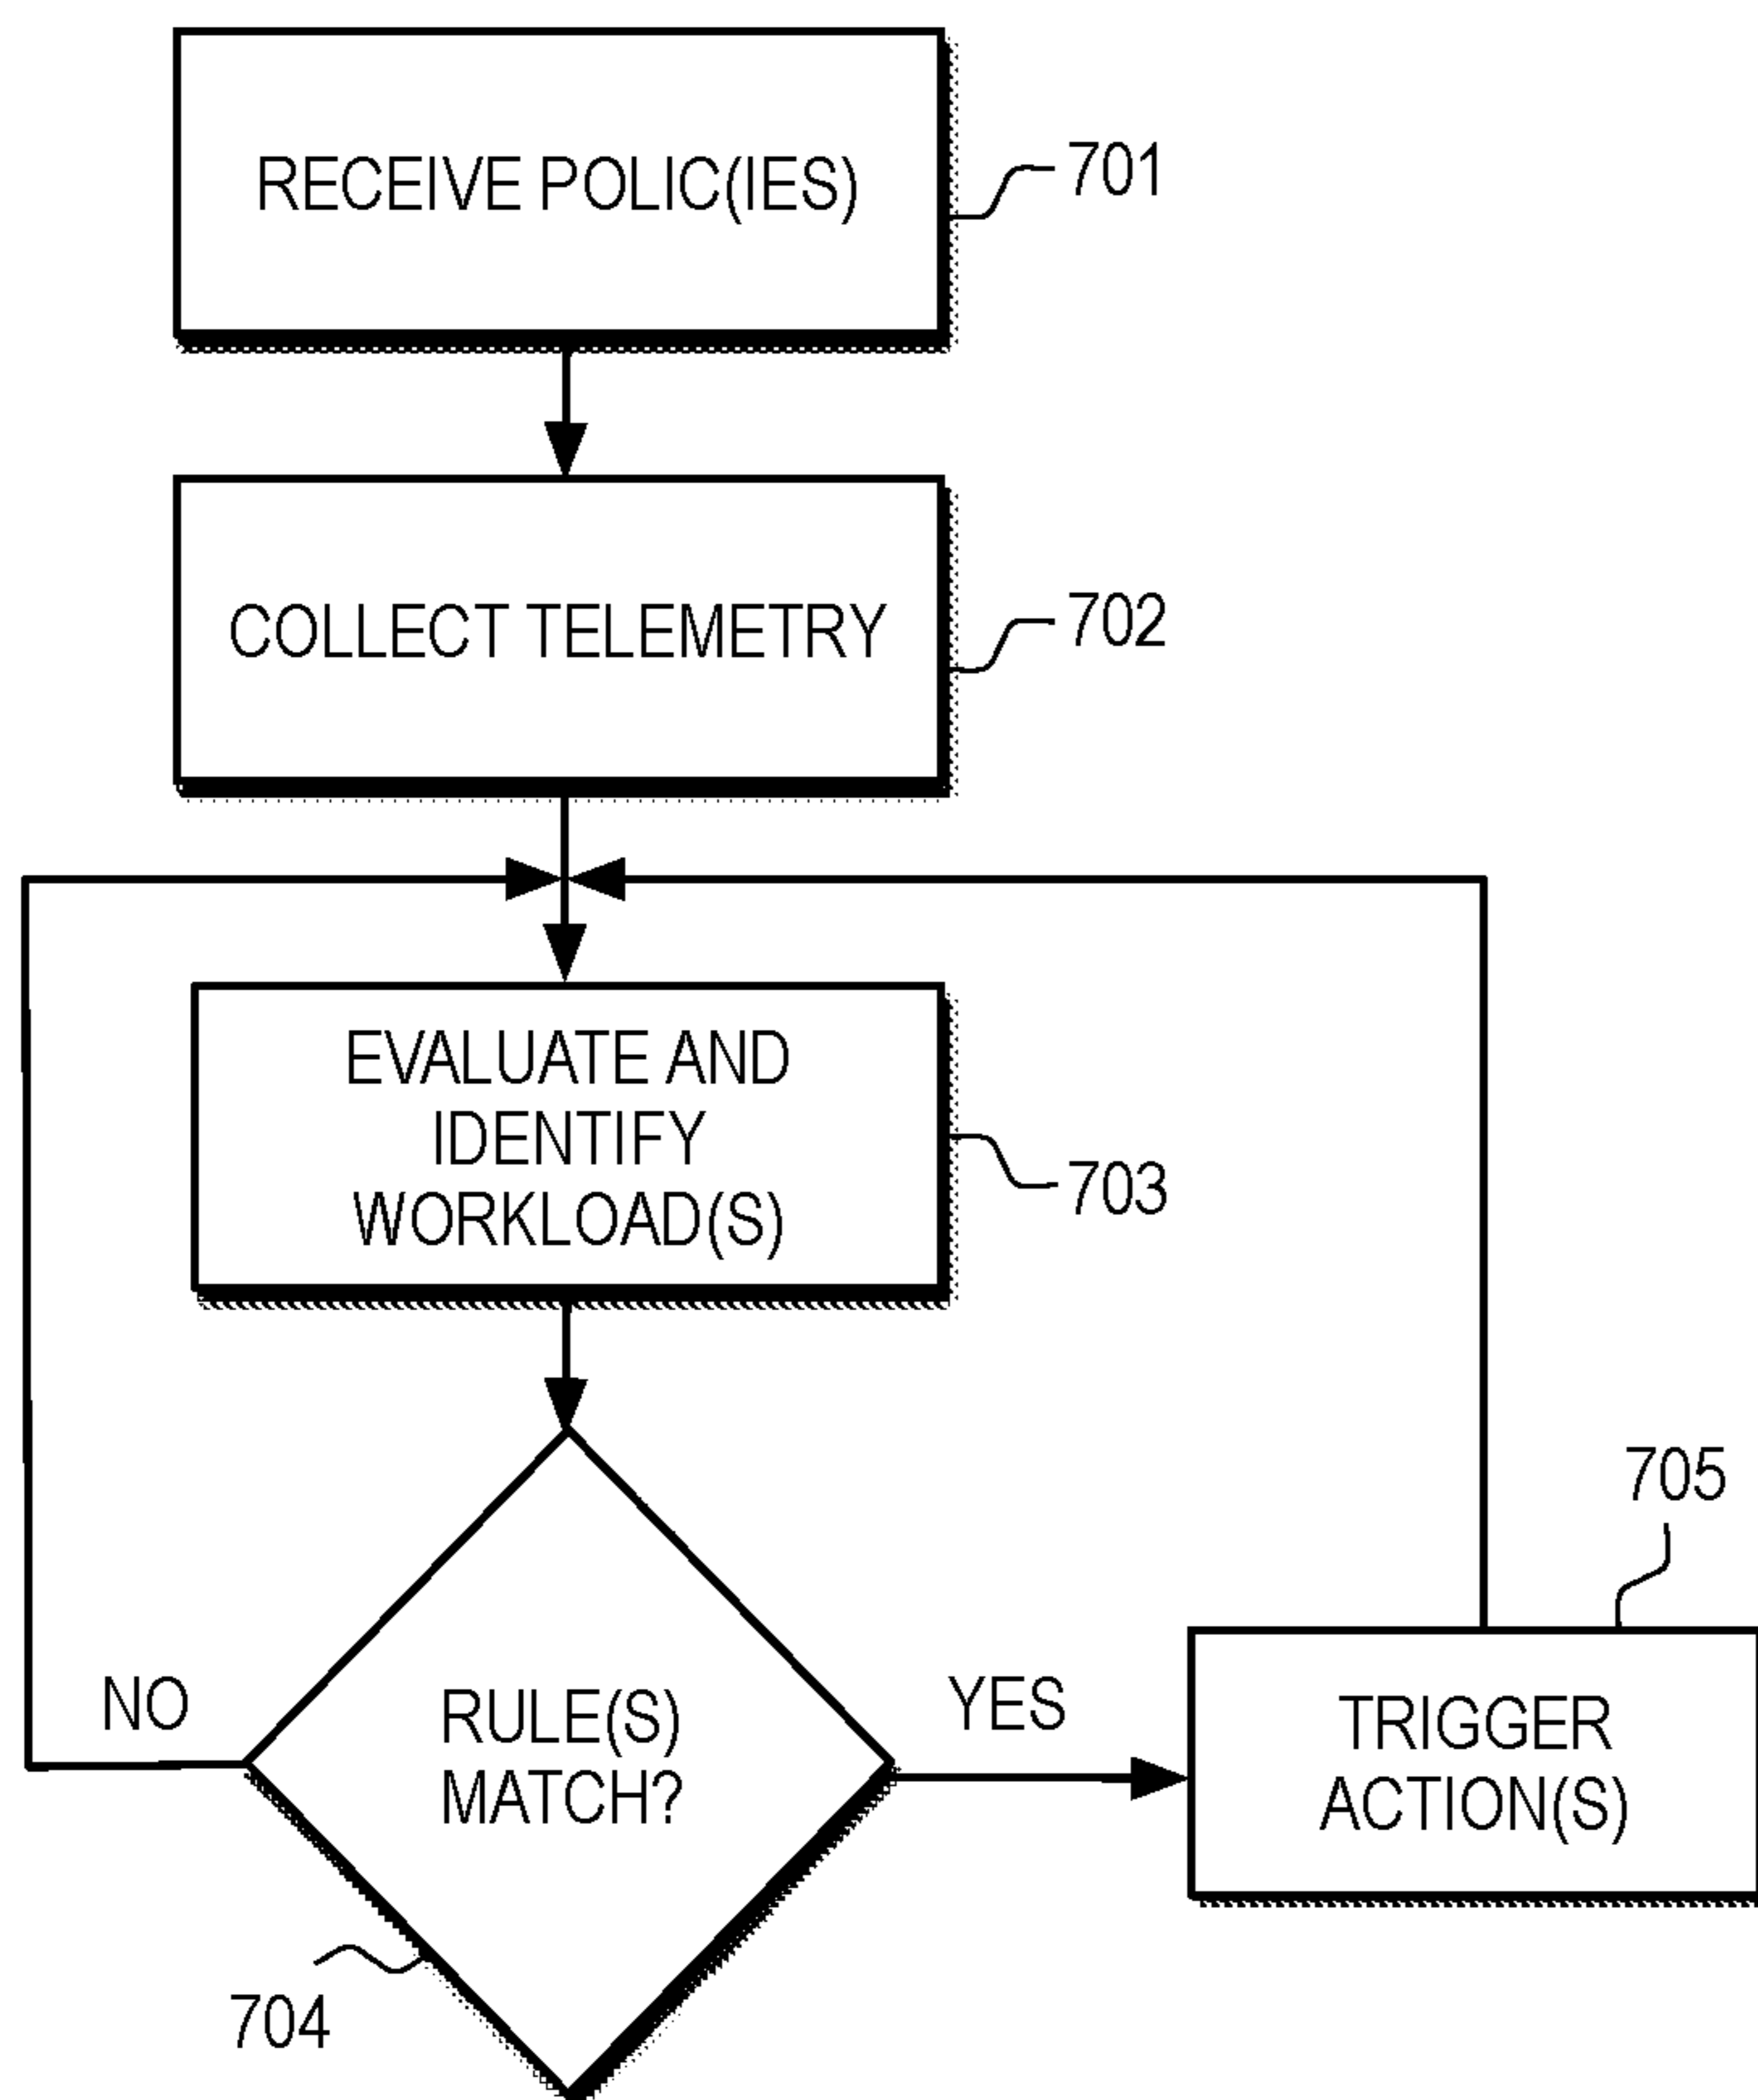 RECEIVE POLIC(IES)
701
COLLECT TELEMETRY
702
EVALUATE AND
IDENTIFY
WORKLOAD(S)
703
RULE(S)
MATCH?
704
NO
YES
TRIGGER
ACTION(S)
705